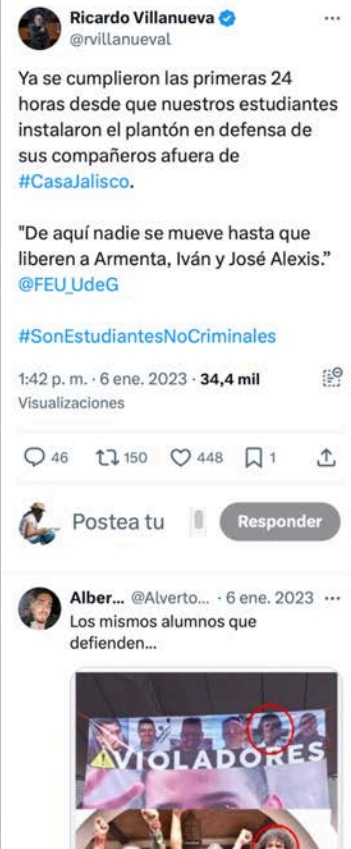 Ricardo Villanueva
@rvillanueval
Ya se cumplieron las primeras 24
horas desde que nuestros estudiantes
instalaron el plantón en defensa de
sus compañeros afuera de
#CasaJalisco.
"De aquí nadie se mueve hasta que
liberen a Armenta, Iván y José Alexis.”
@FEU_UdeG
#SonEstudiantesNoCriminales
1:42 p. m. · 6 ene. 2023 · 34,4 mil
Visualizaciones
46 150 448 1
Postea tu Responder
Alber... @Alverto... · 6 ene. 2023
Los mismos alumnos que
defienden...
VIOLADORES